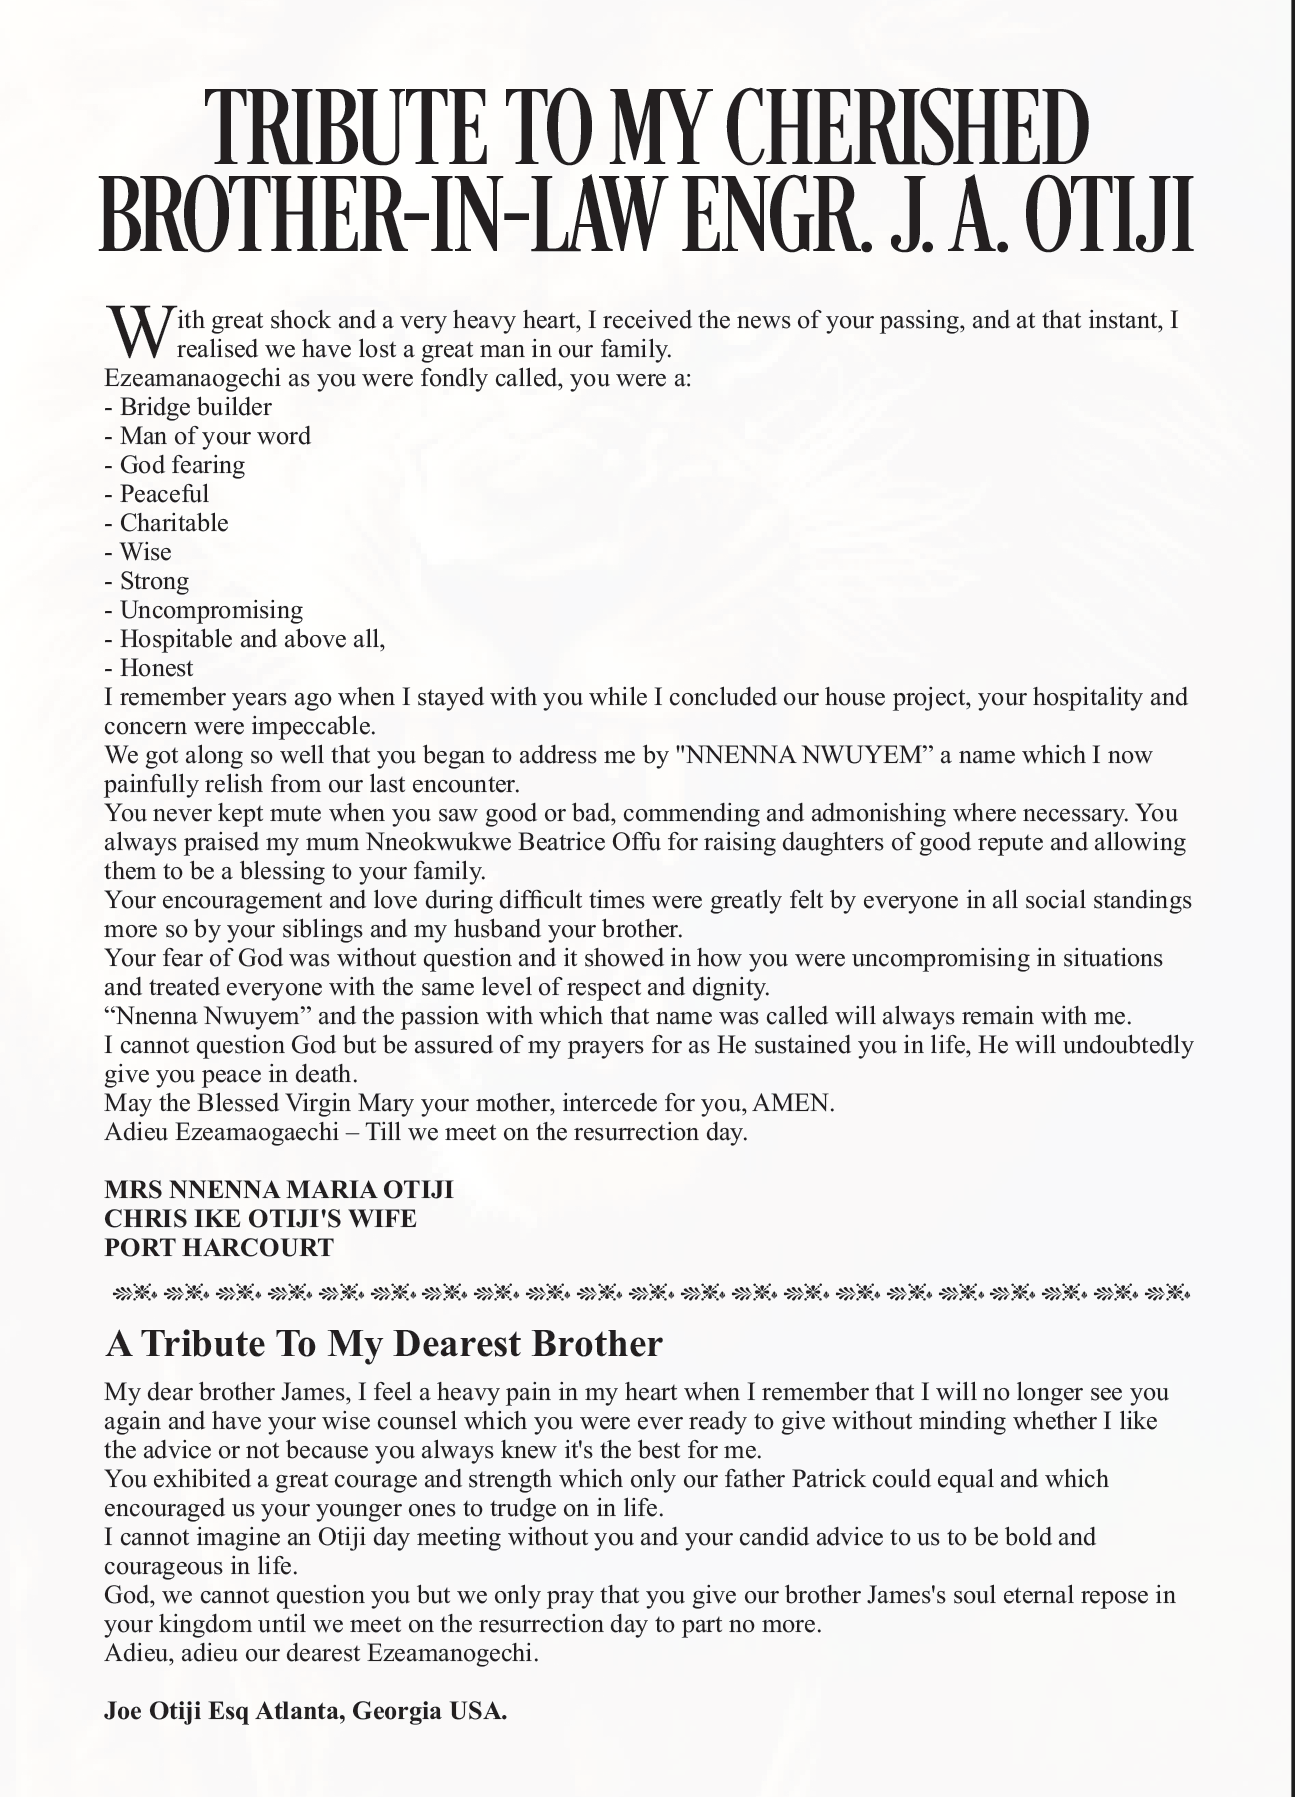 TRIBUTE TO MY CHERISHED
BROTHER-IN-LAW ENGR. J. A. OTIJI
With great shock and a very heavy heart, I received the news of your passing, and at that instant, I
realised we have lost a great man in our family.
Ezeamanaogechi as you were fondly called, you were a:
- Bridge builder
- Man of your word
- God fearing
- Peaceful
- Charitable
- Wise
- Strong
- Uncompromising
- Hospitable and above all,
- Honest
I remember years ago when I stayed with you while I concluded our house project, your hospitality and
concern were impeccable.
We got along so well that you began to address me by "NNENNA NWUYEM” a name which I now
painfully relish from our last encounter.
You never kept mute when you saw good or bad, commending and admonishing where necessary. You
always praised my mum Nneokwukwe Beatrice Offu for raising daughters of good repute and allowing
them to be a blessing to your family.
Your encouragement and love during difficult times were greatly felt by everyone in all social standings
more so by your siblings and my husband your brother.
Your fear of God was without question and it showed in how you were uncompromising in situations
and treated everyone with the same level of respect and dignity.
“Nnenna Nwuyem” and the passion with which that name was called will always remain with me.
I cannot question God but be assured of my prayers for as He sustained you in life, He will undoubtedly
give you peace in death.
May the Blessed Virgin Mary your mother, intercede for you, AMEN.
Adieu Ezeamaogaechi – Till we meet on the resurrection day.
MRS NNENNA MARIA OTIJI
CHRIS IKE OTIJI'S WIFE
PORT HARCOURT
A Tribute To My Dearest Brother
My dear brother James, I feel a heavy pain in my heart when I remember that I will no longer see you
again and have your wise counsel which you were ever ready to give without minding whether I like
the advice or not because you always knew it's the best for me.
You exhibited a great courage and strength which only our father Patrick could equal and which
encouraged us your younger ones to trudge on in life.
I cannot imagine an Otiji day meeting without you and your candid advice to us to be bold and
courageous in life.
God, we cannot question you but we only pray that you give our brother James's soul eternal repose in
your kingdom until we meet on the resurrection day to part no more.
Adieu, adieu our dearest Ezeamanogechi.
Joe Otiji Esq Atlanta, Georgia USA.